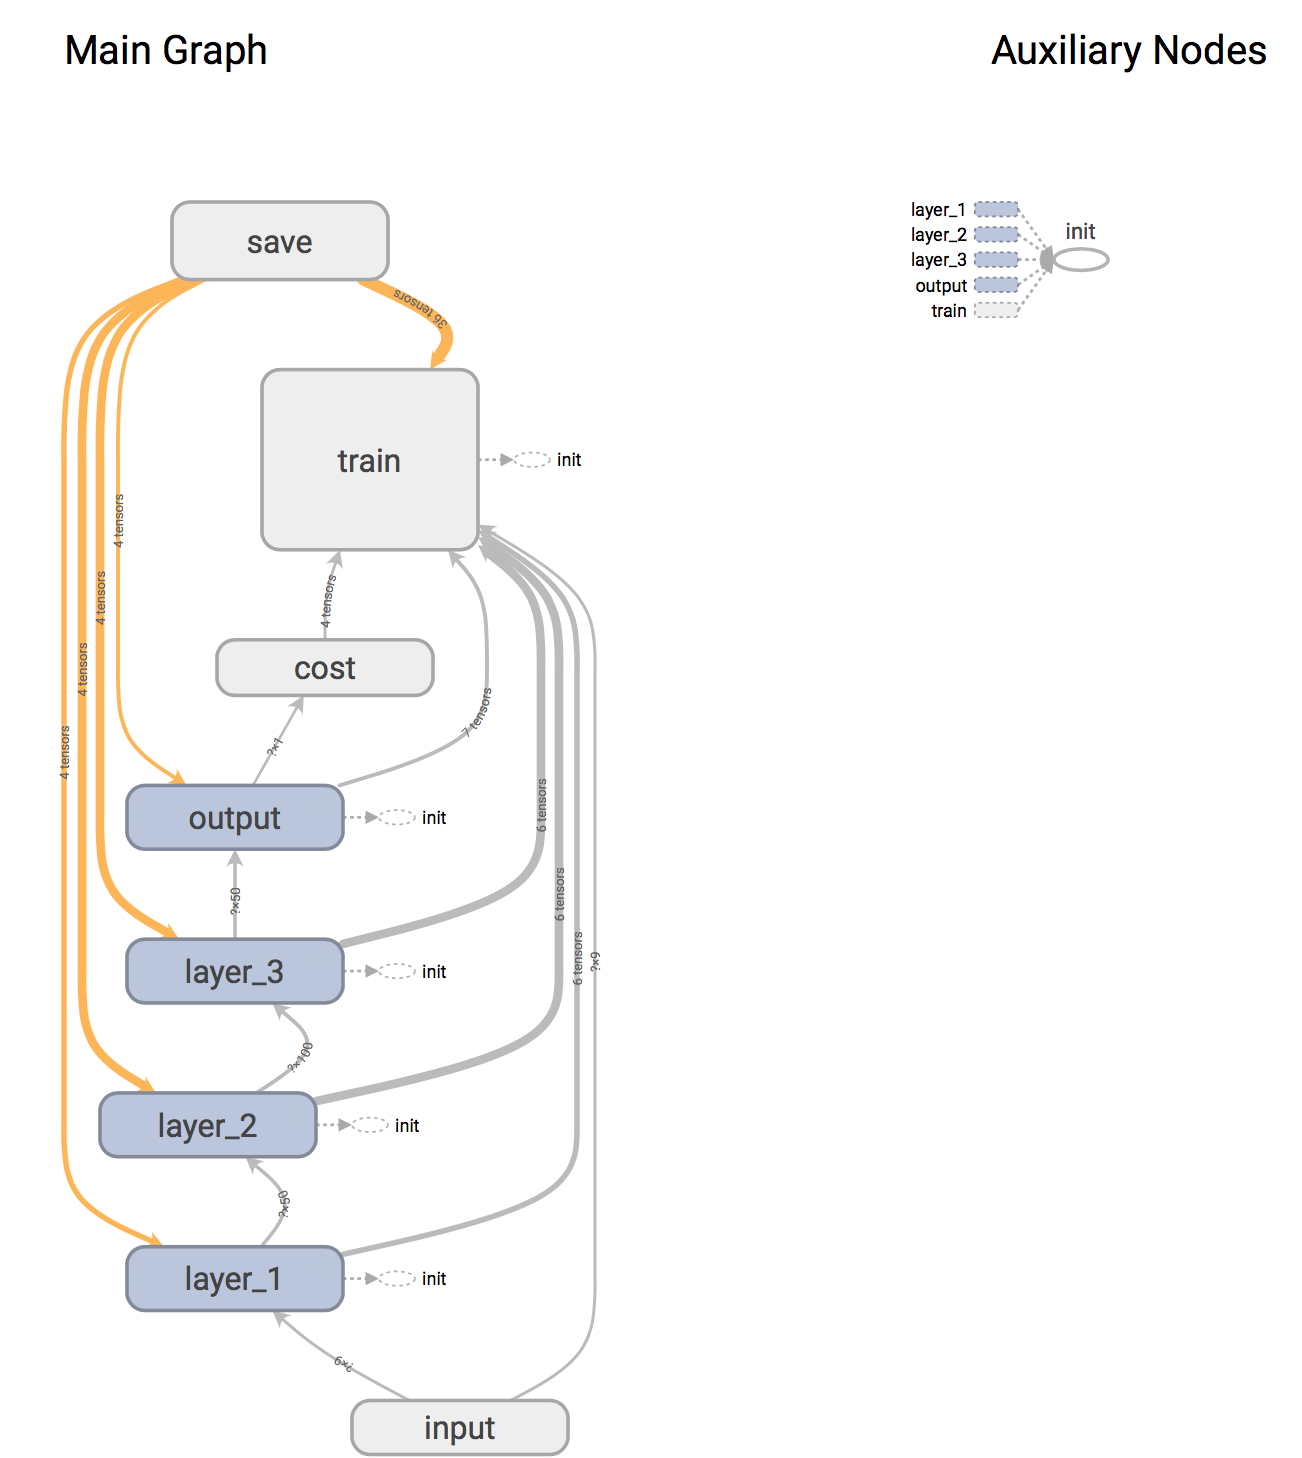 Main Graph
Auxiliary Nodes
save
layer_1
layer_2
layer_3
output
train
init
36 tensors
train
init
4 tensors
4 tensors
4 tensors
4 tensors
4 tensors
cost
7 tensors
?×1
output
init
6 tensors
?×50
6 tensors
6 tensors
?×9
layer_3
init
?×100
layer_2
init
?×50
layer_1
init
?×9
input